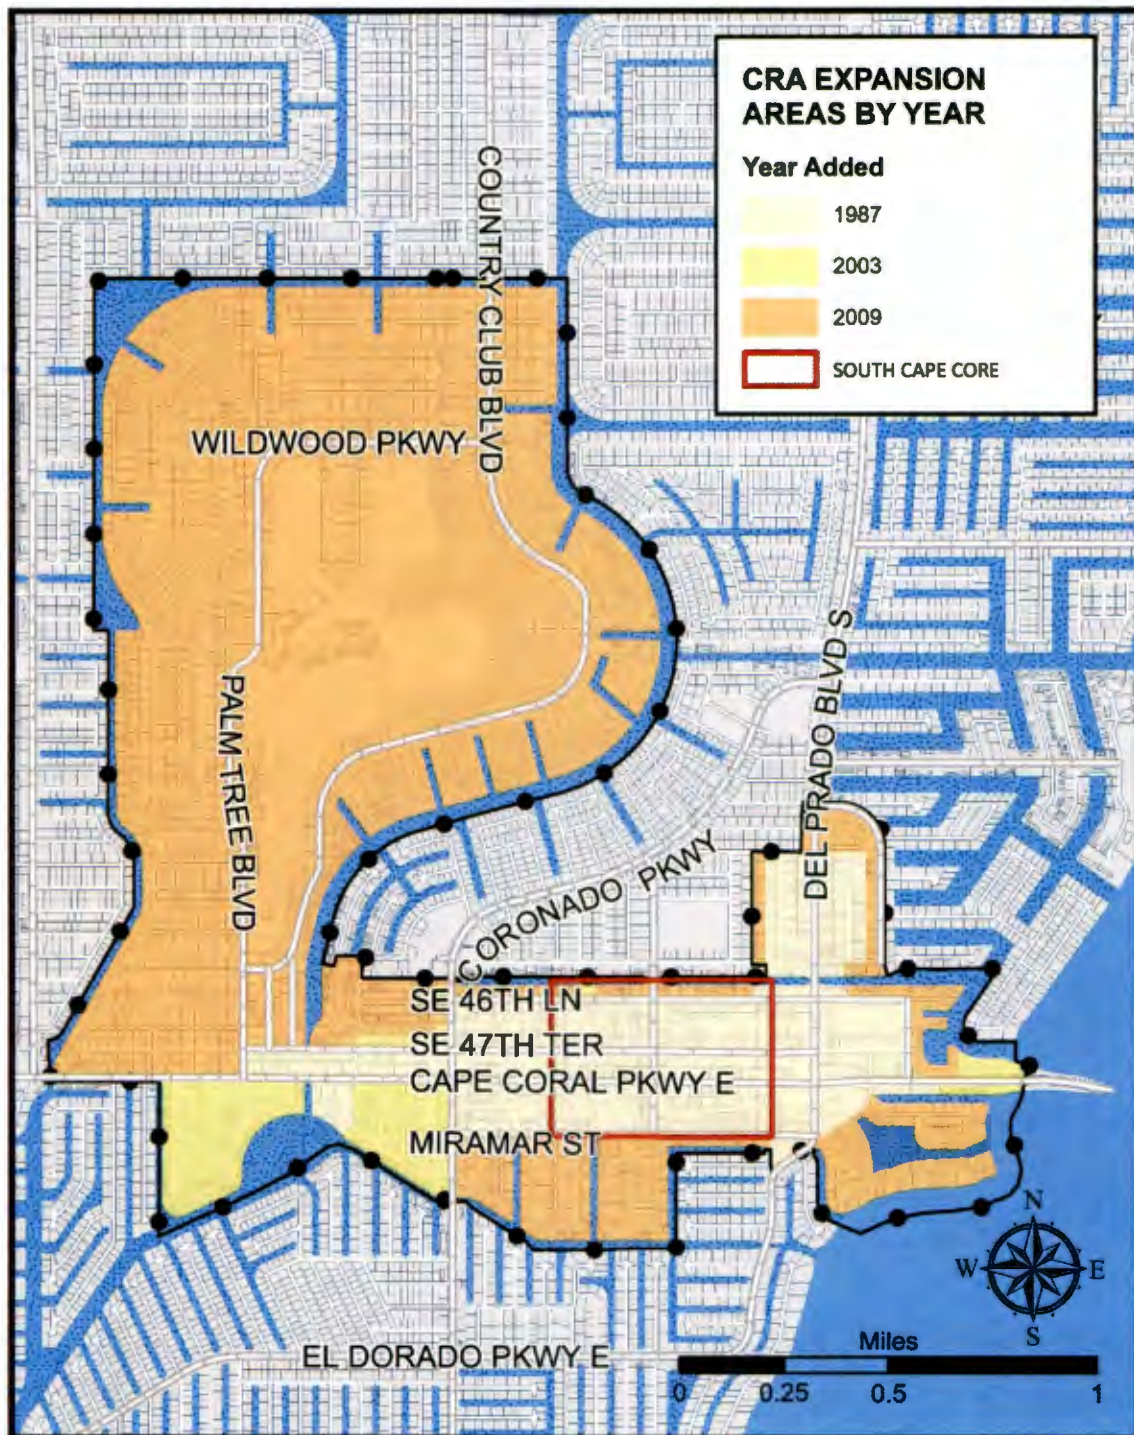 CRA EXPANSION
AREAS BY YEAR
Year Added
1987
2003
2009
SOUTH CAPE CORE
COUNTRY CLUB BLVD
WILDWOOD PKWY
PALM TREE BLVD
DEL PRADO BLVD S
CORONADO PKWY
SE 46TH LN
SE 47TH TER
CAPE CORAL PKWY E
MIRAMAR ST
EL DORADO PKWY E
N
W
E
S
Miles
0
0.25
0.5
1